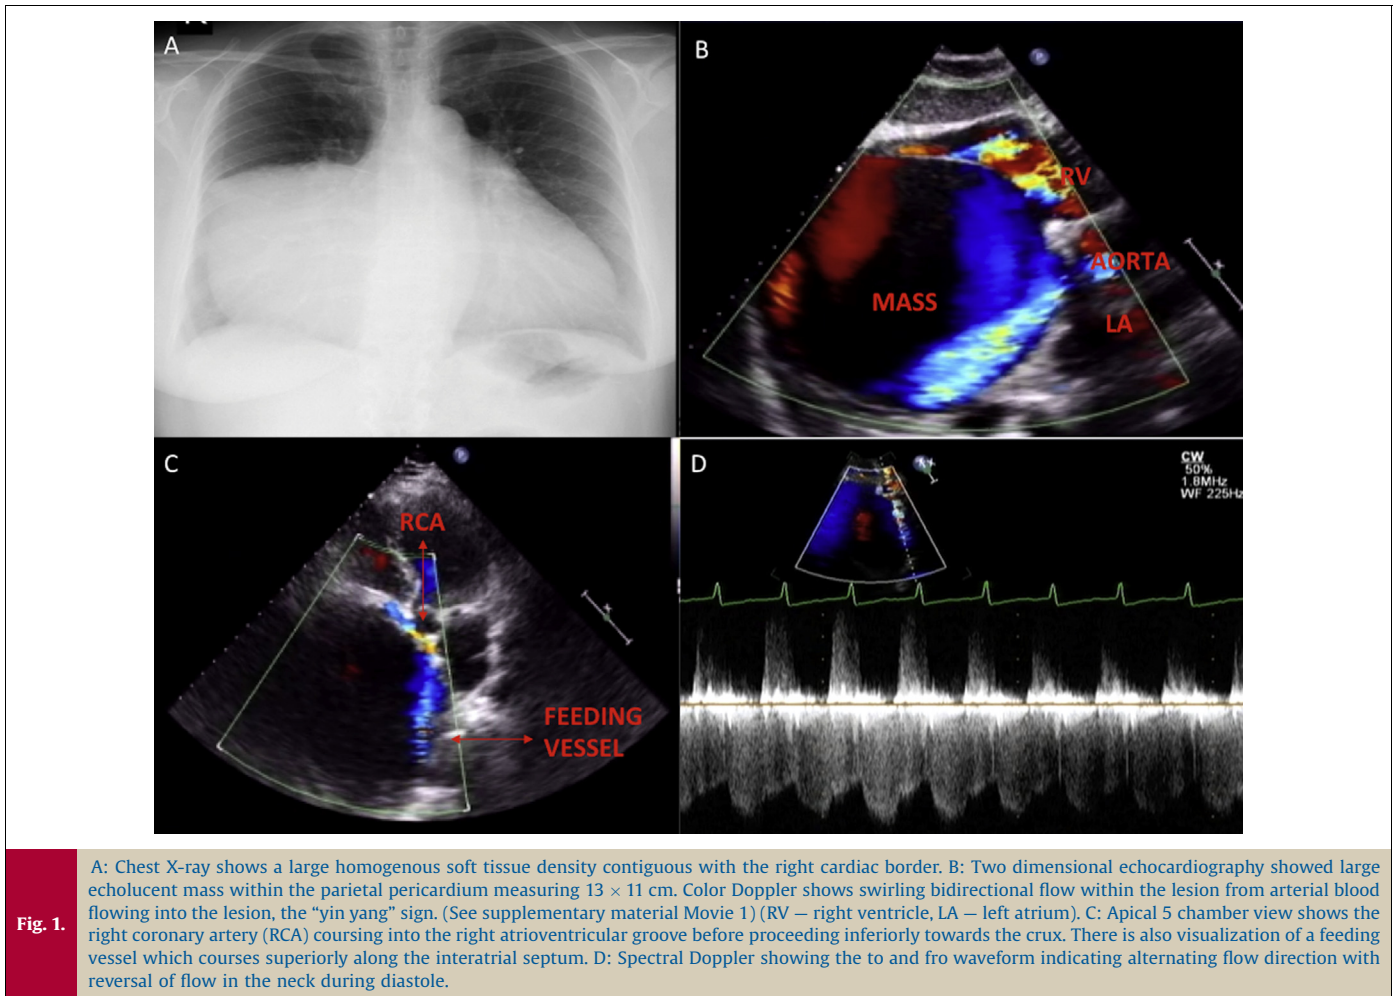 A
B
P
RV
AORTA
MASS
LA
C
P
RCA
FEEDING
VESSEL
D
CW
50%
1.8MHz
WF 225Hz
Fig. 1.
A: Chest X-ray shows a large homogenous soft tissue density contiguous with the right cardiac border. B: Two dimensional echocardiography showed large
echolucent mass within the parietal pericardium measuring 13 × 11 cm. Color Doppler shows swirling bidirectional flow within the lesion from arterial blood
flowing into the lesion, the “yin yang” sign. (See supplementary material Movie 1) (RV — right ventricle, LA — left atrium). C: Apical 5 chamber view shows the
right coronary artery (RCA) coursing into the right atrioventricular groove before proceeding inferiorly towards the crux. There is also visualization of a feeding
vessel which courses superiorly along the interatrial septum. D: Spectral Doppler showing the to and fro waveform indicating alternating flow direction with
reversal of flow in the neck during diastole.